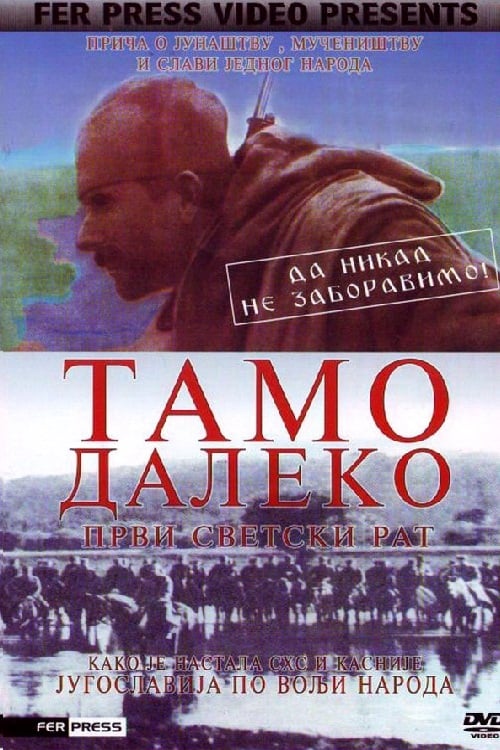 FER PRESS VIDEO PRESENTS
ПРИЧА О ЈУНАШТВУ , МУЧЕНИШТВУ
И СЛАВИ ЈЕДНОГ НАРОДА
ДА НИКАД
НЕ ЗАБОРАВИМО!
ТАМО
ДАЛЕКО
ПРВИ СВЕТСКИ РАТ
КАКО ЈЕ НАСТАЛА СХС И КАСНИЈЕ
ЈУГОСЛАВИЈА ПО ВОЉИ НАРОДА
FER PRESS
DVD
VIDEO